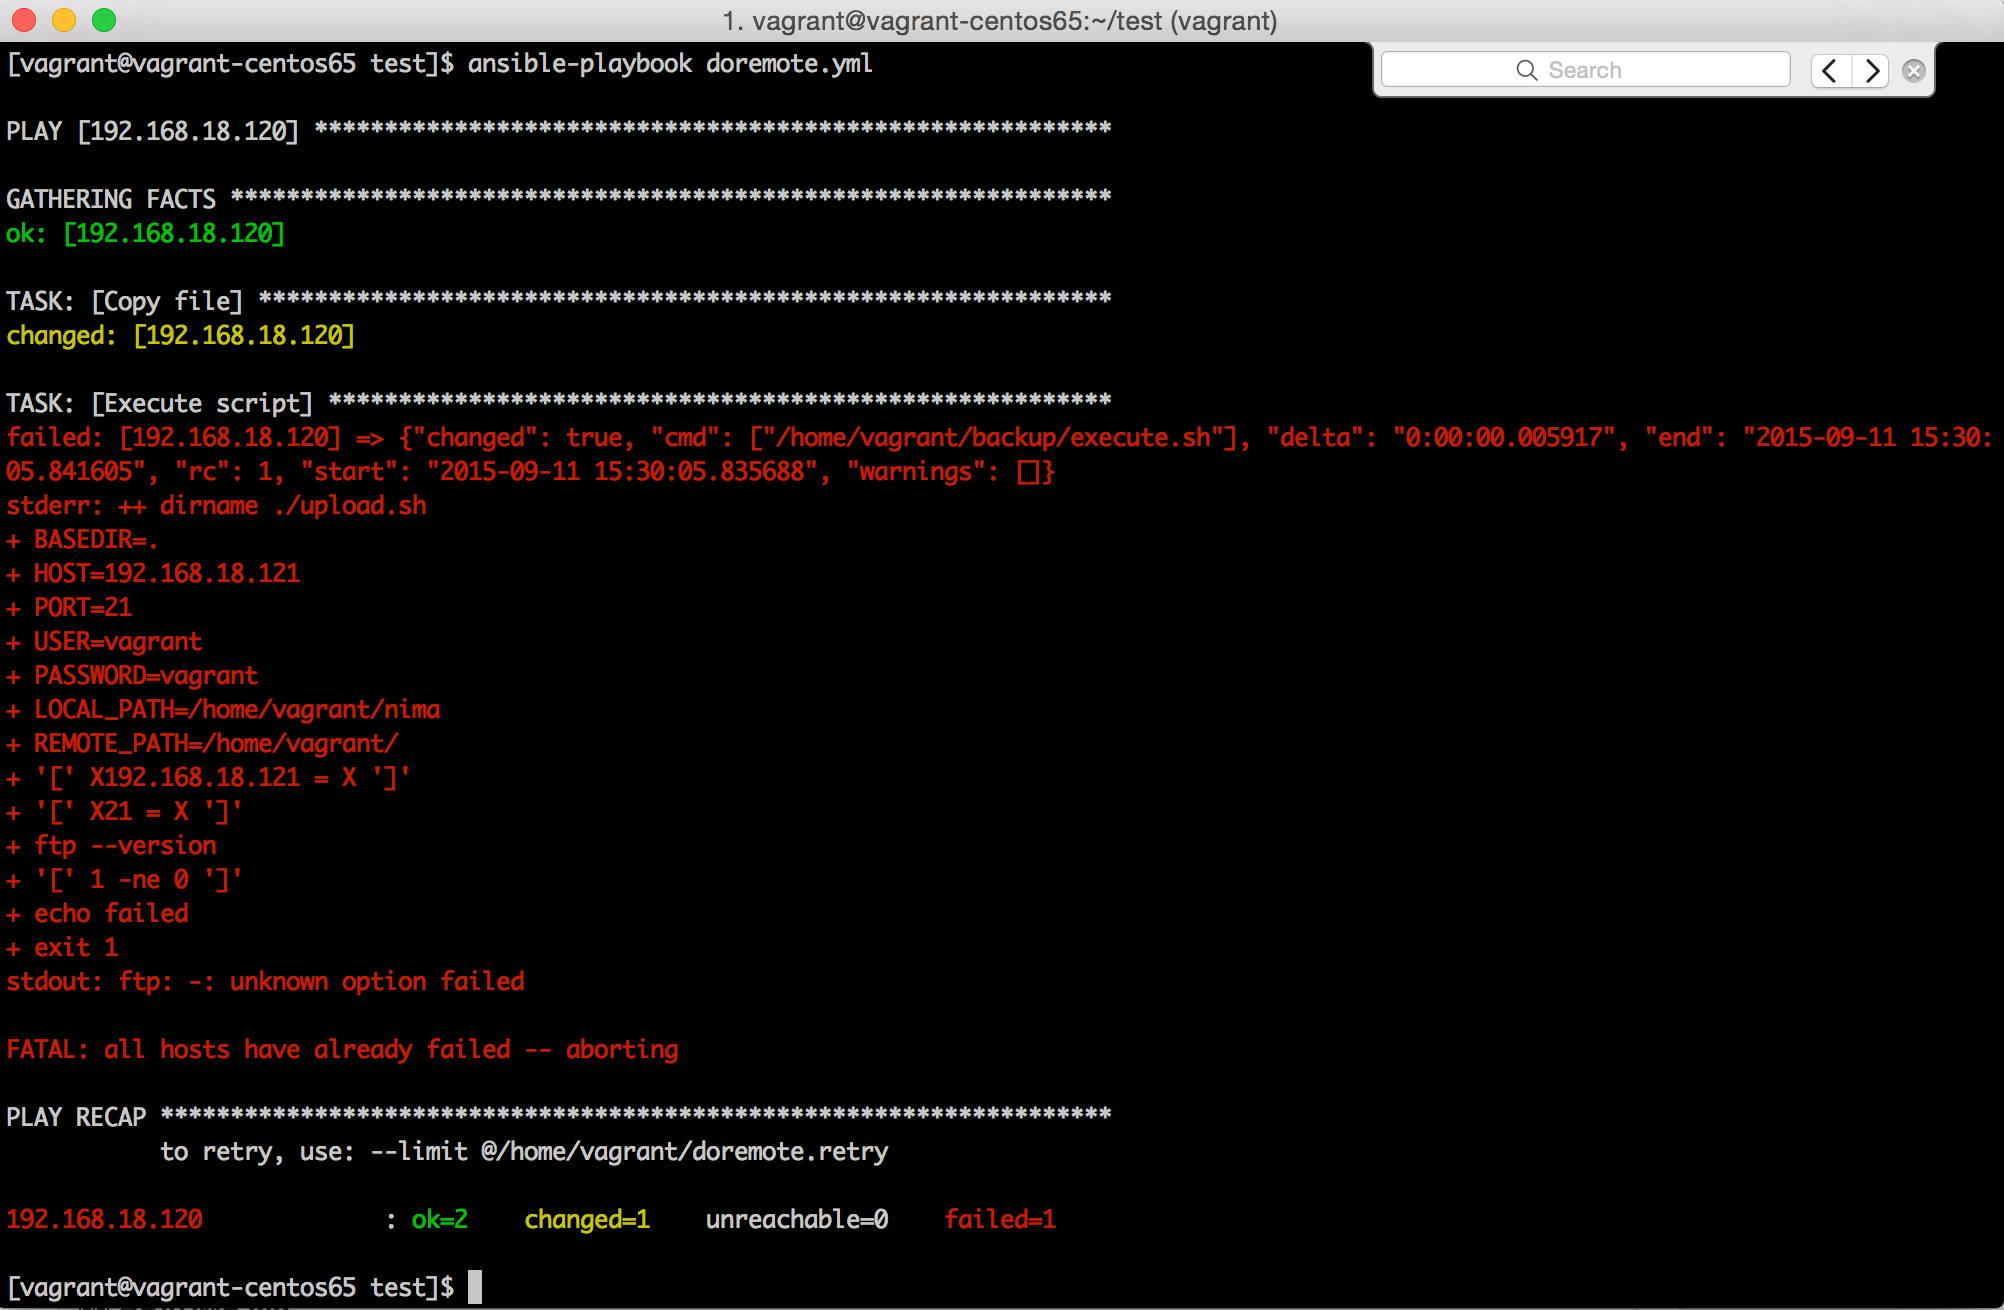 1. vagrant@vagrant-centos65:~/test (vagrant)
[vagrant@vagrant-centos65 test]$ ansible-playbook doremote.yml
Search
PLAY [192.168.18.120] *********************************************************
GATHERING FACTS ***************************************************************
ok: [192.168.18.120]
TASK: [Copy file] *************************************************************
changed: [192.168.18.120]
TASK: [Execute script] ********************************************************
failed: [192.168.18.120] => {"changed": true, "cmd": ["/home/vagrant/backup/execute.sh"], "delta": "0:00:00.005917", "end": "2015-09-11 15:30:
05.841605", "rc": 1, "start": "2015-09-11 15:30:05.835688", "warnings": []}
stderr: ++ dirname ./upload.sh
+ BASEDIR=.
+ HOST=192.168.18.121
+ PORT=21
+ USER=vagrant
+ PASSWORD=vagrant
+ LOCAL_PATH=/home/vagrant/nima
+ REMOTE_PATH=/home/vagrant/
+ '[' X192.168.18.121 = X ']'
+ '[' X21 = X ']'
+ ftp --version
+ '[' 1 -ne 0 ']'
+ echo failed
+ exit 1
stdout: ftp: -: unknown option failed
FATAL: all hosts have already failed -- aborting
PLAY RECAP ********************************************************************
to retry, use: --limit @/home/vagrant/doremote.retry
192.168.18.120 : ok=2 changed=1 unreachable=0 failed=1
[vagrant@vagrant-centos65 test]$